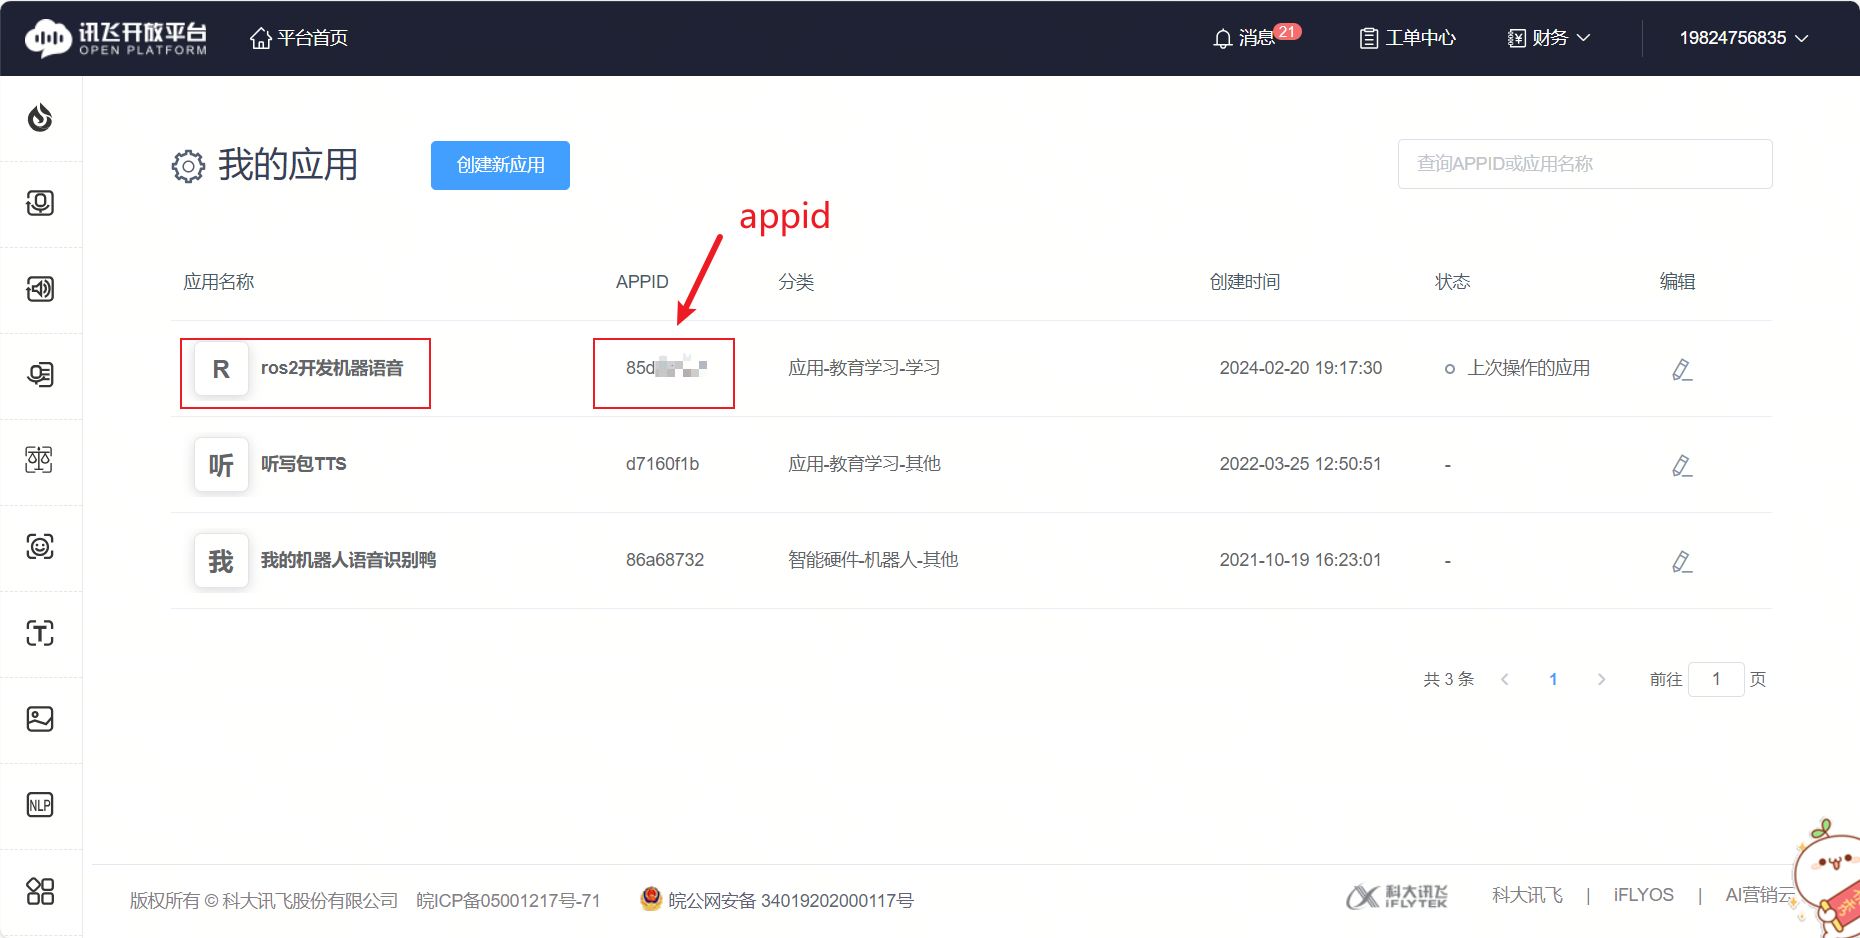 讯飞开放平台
OPEN PLATFORM
平台首页
消息 21
工单中心
财务
19824756835
我的应用
创建新应用
查询APPID或应用名称
appid
应用名称 APPID 分类 创建时间 状态 编辑
R ros2开发机器语音 85d 应用-教育学习-学习 2024-02-20 19:17:30 上次操作的应用
听 听写包TTS d7160f1b 应用-教育学习-其他 2022-03-25 12:50:51 -
我 我的机器人语音识别鸭 86a68732 智能硬件-机器人-其他 2021-10-19 16:23:01 -
共 3 条 < 1 > 前往 1 页
NLP
版权所有 © 科大讯飞股份有限公司 皖ICP备05001217号-71 皖公网安备 34019202000117号
科大讯飞
iFLYTEK
科大讯飞 | iFLYOS | AI营销云